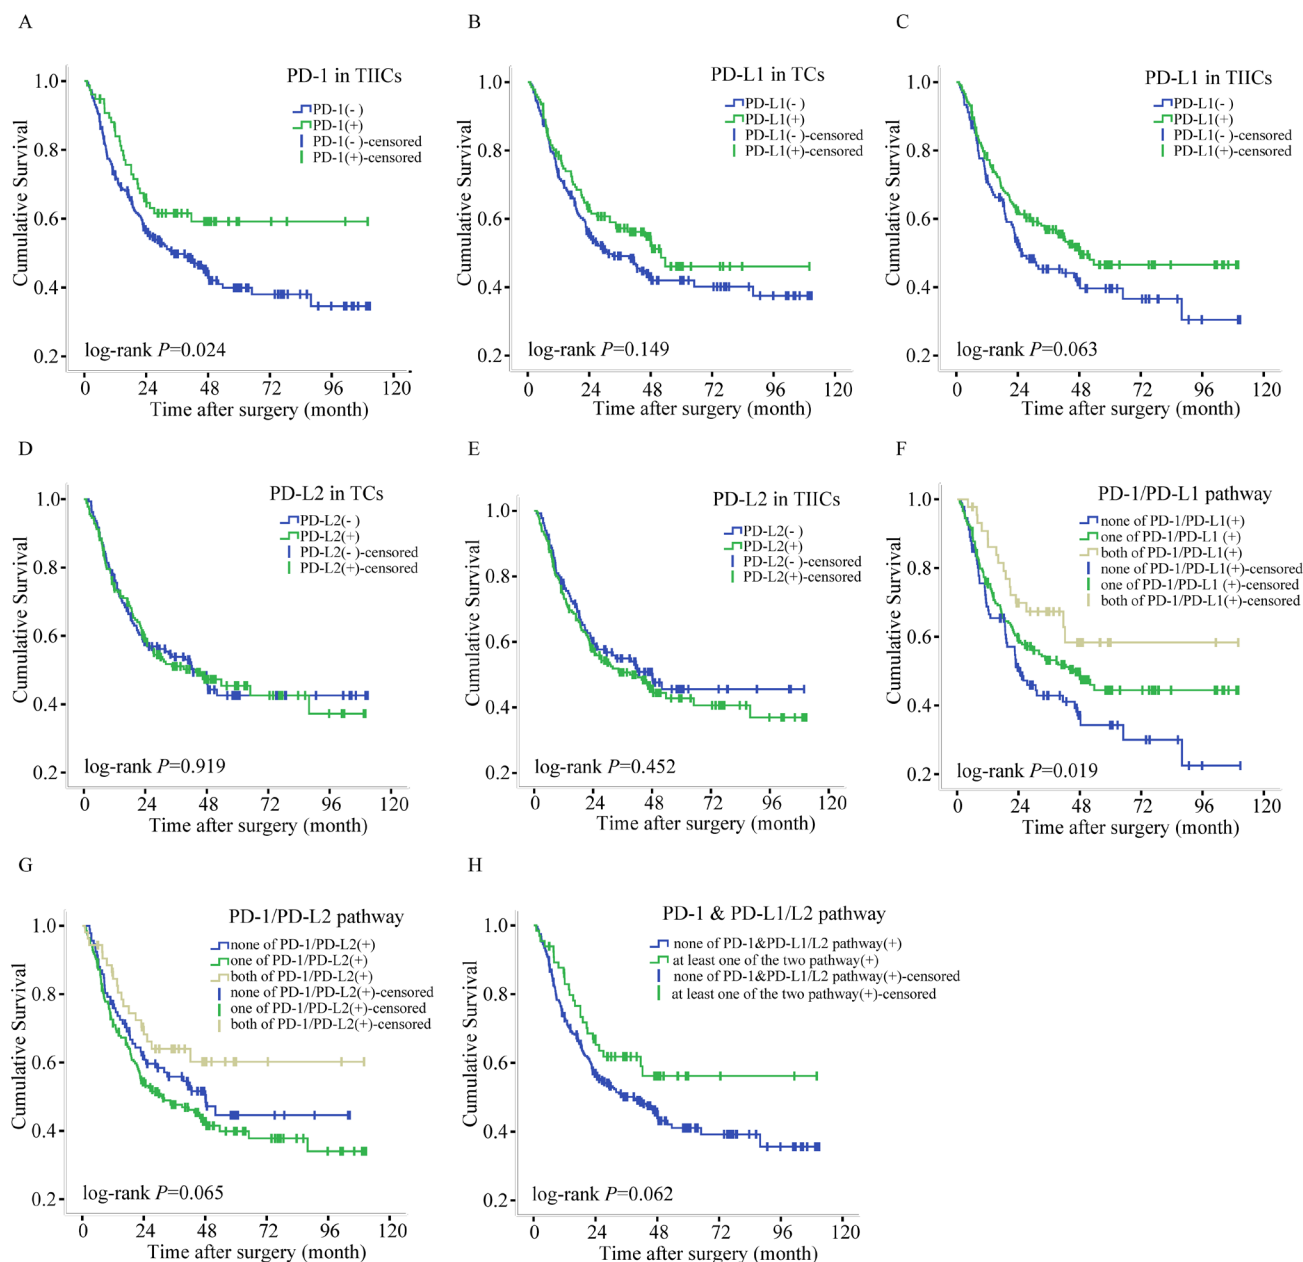 A
PD-1 in TIICs
PD-1(-)
PD-1(+)
PD-1(-)-censored
PD-1(+)-censored
Cumulative Survival
1.0
0.8
0.6
0.4
0.2
log-rank P=0.024
0 24 48 72 96 120
Time after surgery (month)
B
PD-L1 in TCs
PD-L1(-)
PD-L1(+)
PD-L1(-)-censored
PD-L1(+)-censored
Cumulative Survival
1.0
0.8
0.6
0.4
0.2
log-rank P=0.149
0 24 48 72 96 120
Time after surgery (month)
C
PD-L1 in TIICs
PD-L1(-)
PD-L1(+)
PD-L1(-)-censored
PD-L1(+)-censored
Cumulative Survival
1.0
0.8
0.6
0.4
0.2
log-rank P=0.063
0 24 48 72 96 120
Time after surgery (month)
D
PD-L2 in TCs
PD-L2(-)
PD-L2(+)
PD-L2(-)-censored
PD-L2(+)-censored
Cumulative Survival
1.0
0.8
0.6
0.4
0.2
log-rank P=0.919
0 24 48 72 96 120
Time after surgery (month)
E
PD-L2 in TIICs
PD-L2(-)
PD-L2(+)
PD-L2(-)-censored
PD-L2(+)-censored
Cumulative Survival
1.0
0.8
0.6
0.4
0.2
log-rank P=0.452
0 24 48 72 96 120
Time after surgery (month)
F
PD-1/PD-L1 pathway
none of PD-1/PD-L1(+)
one of PD-1/PD-L1 (+)
both of PD-1/PD-L1(+)
none of PD-1/PD-L1(+)-censored
one of PD-1/PD-L1 (+)-censored
both of PD-1/PD-L1(+)-censored
Cumulative Survival
1.0
0.8
0.6
0.4
0.2
log-rank P=0.019
0 24 48 72 96 120
Time after surgery (month)
G
PD-1/PD-L2 pathway
none of PD-1/PD-L2(+)
one of PD-1/PD-L2(+)
both of PD-1/PD-L2(+)
none of PD-1/PD-L2(+)-censored
one of PD-1/PD-L2(+)-censored
both of PD-1/PD-L2(+)-censored
Cumulative Survival
1.0
0.8
0.6
0.4
0.2
log-rank P=0.065
0 24 48 72 96 120
Time after surgery (month)
H
PD-1 & PD-L1/L2 pathway
none of PD-1&PD-L1/L2 pathway(+)
at least one of the two pathway(+)
none of PD-1&PD-L1/L2 pathway(+)-censored
at least one of the two pathway(+)-censored
Cumulative Survival
1.0
0.8
0.6
0.4
0.2
log-rank P=0.062
0 24 48 72 96 120
Time after surgery (month)